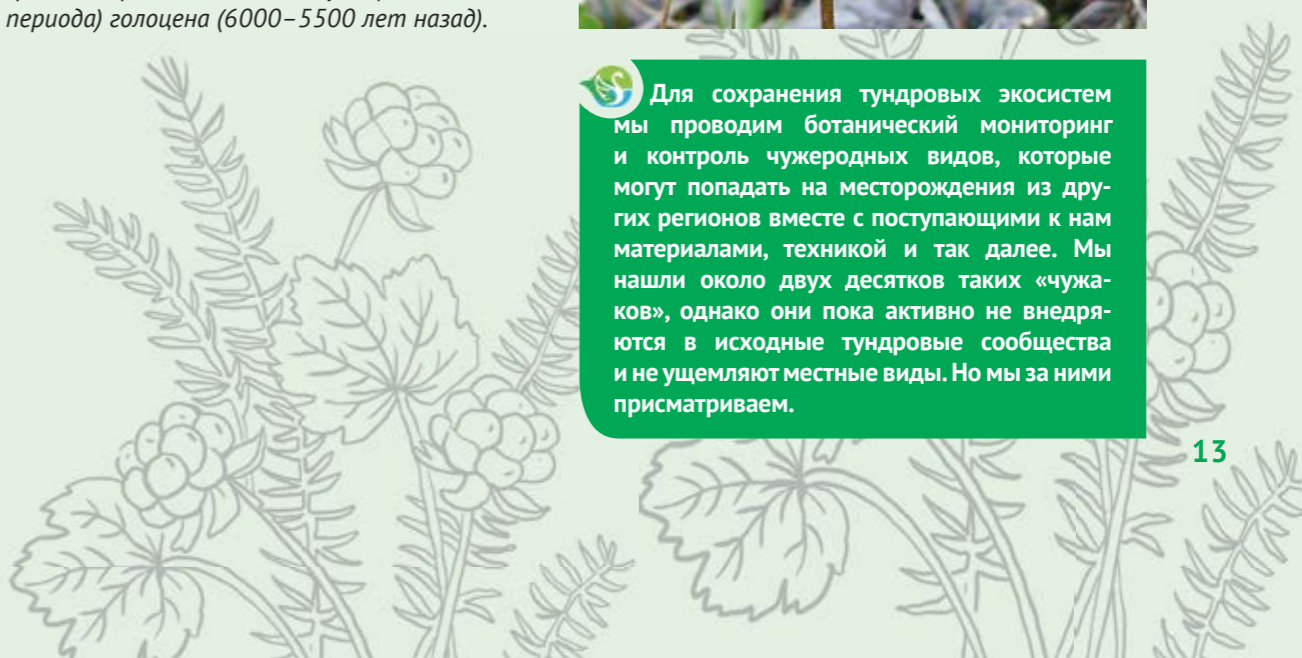 периода) голоцена (6000–5500 лет назад).
Для сохранения тундровых экосистем
мы проводим ботанический мониторинг
и контроль чужеродных видов, которые
могут попадать на месторождения из дру-
гих регионов вместе с поступающими к нам
материалами, техникой и так далее. Мы
нашли около двух десятков таких «чужа-
ков», однако они пока активно не внедря-
ются в исходные тундровые сообщества
и не ущемляют местные виды. Но мы за ними
присматриваем.
13